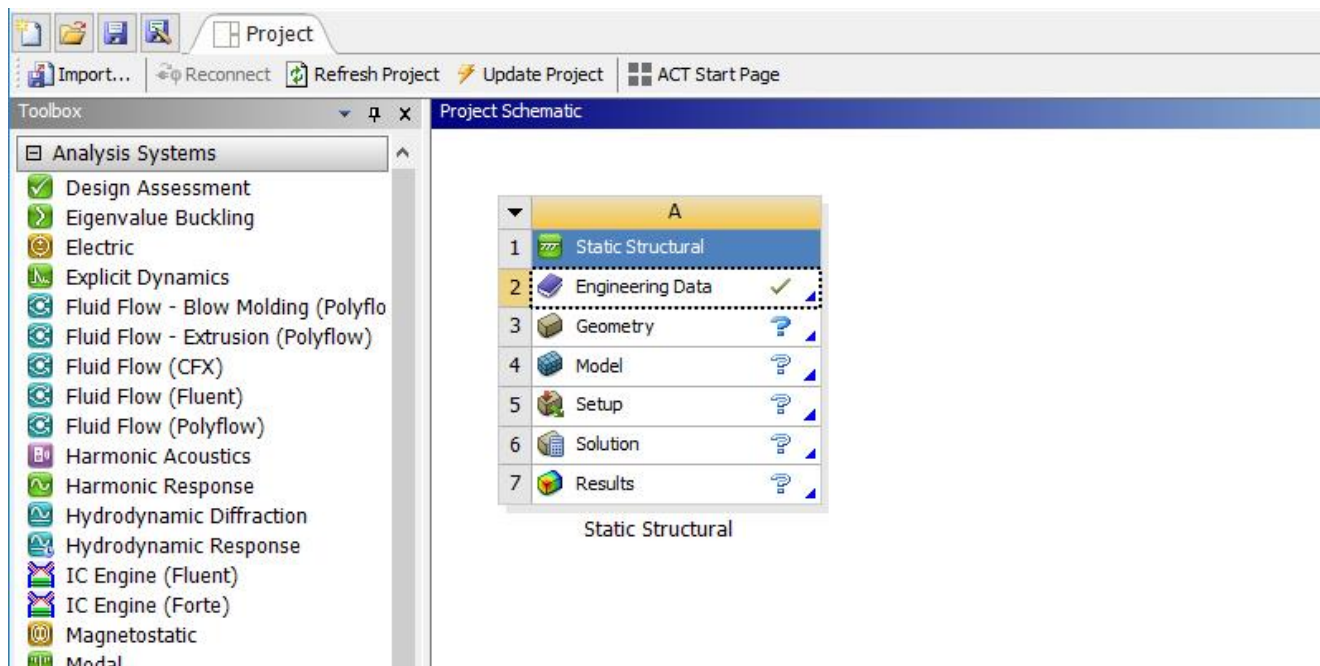 Project
Import... Reconnect Refresh Project Update Project ACT Start Page
Toolbox
Analysis Systems
Design Assessment
Eigenvalue Buckling
Electric
Explicit Dynamics
Fluid Flow - Blow Molding (Polyflo
Fluid Flow - Extrusion (Polyflow)
Fluid Flow (CFX)
Fluid Flow (Fluent)
Fluid Flow (Polyflow)
Harmonic Acoustics
Harmonic Response
Hydrodynamic Diffraction
Hydrodynamic Response
IC Engine (Fluent)
IC Engine (Forte)
Magnetostatic
Modal
Project Schematic
A
1 Static Structural
2 Engineering Data
3 Geometry
4 Model
5 Setup
6 Solution
7 Results
Static Structural